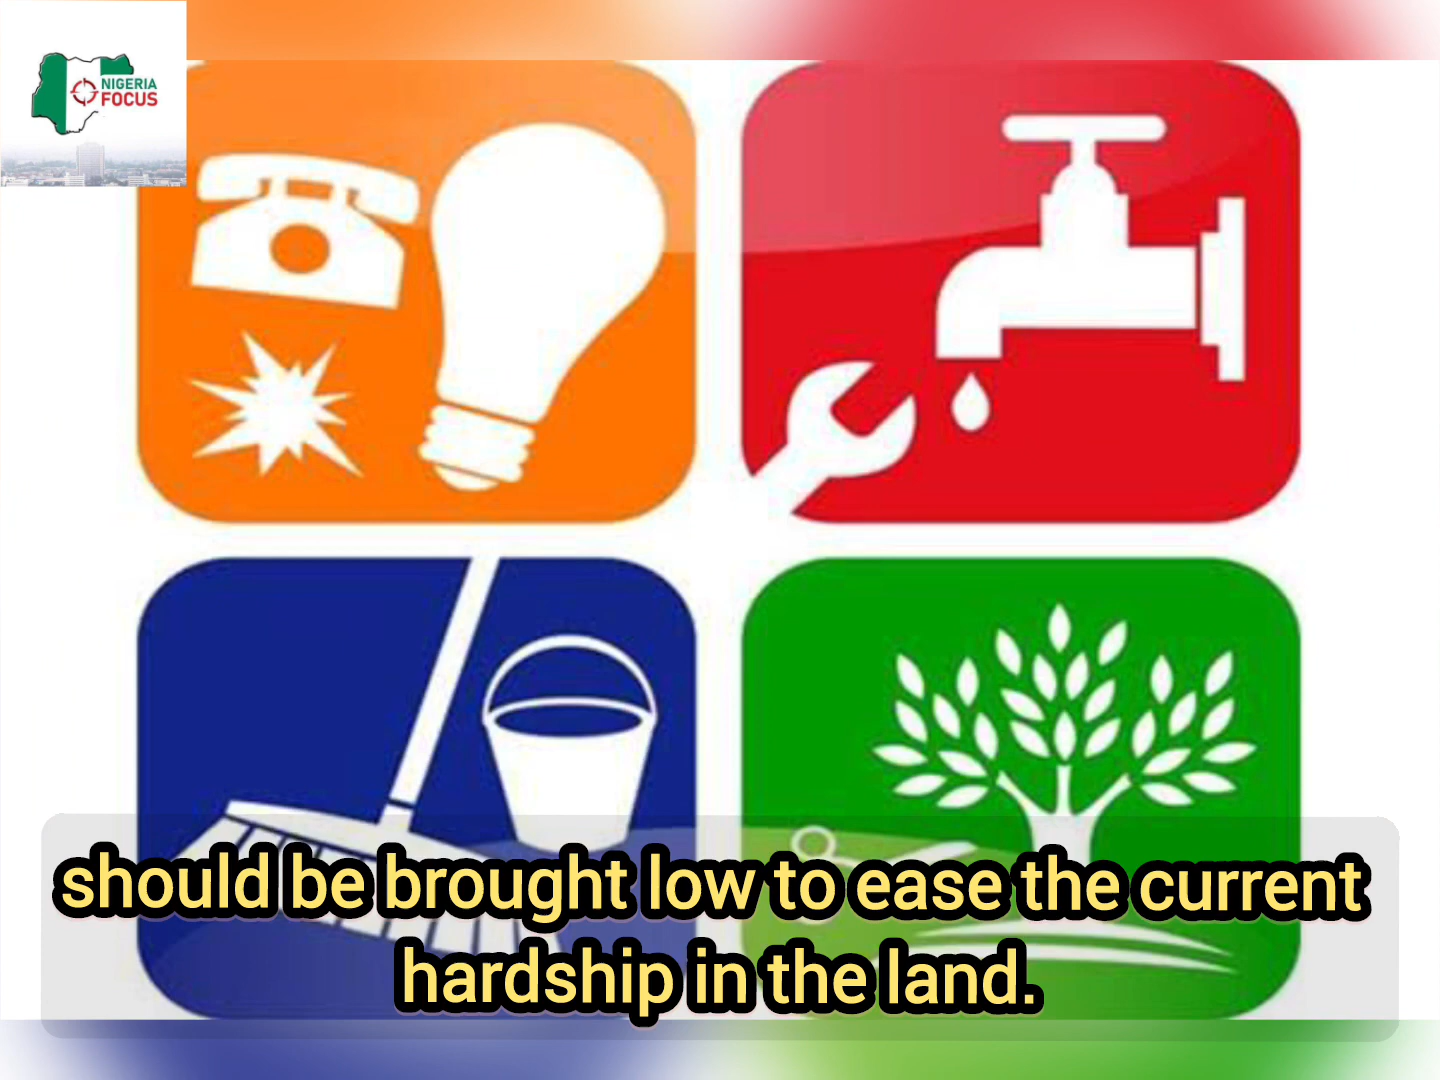 NIGERIA
FOCUS
should be brought low to ease the current
hardship in the land.